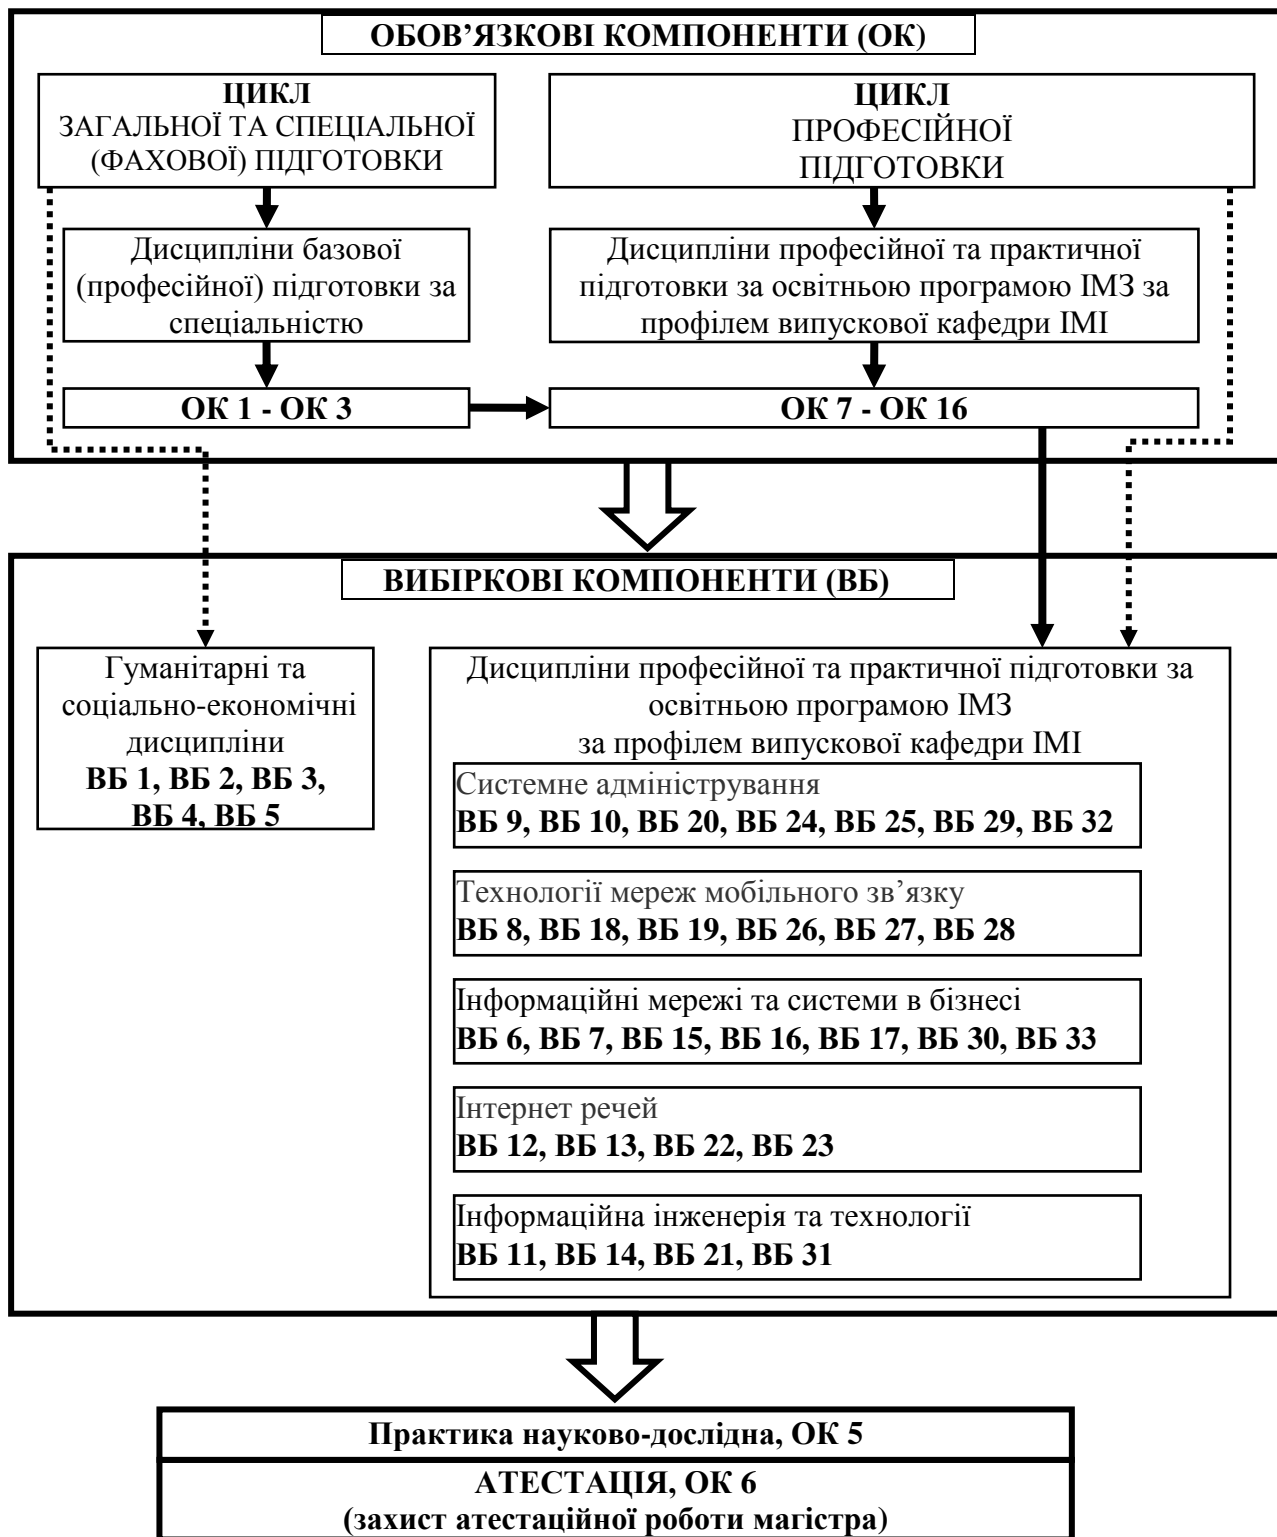 ОБОВ’ЯЗКОВІ КОМПОНЕНТИ (ОК)
ЦИКЛ
ЗАГАЛЬНОЇ ТА СПЕЦІАЛЬНОЇ
(ФАХОВОЇ) ПІДГОТОВКИ
ЦИКЛ
ПРОФЕСІЙНОЇ
ПІДГОТОВКИ
Дисципліни базової
(професійної) підготовки за
спеціальністю
Дисципліни професійної та практичної
підготовки за освітньою програмою ІМЗ за
профілем випускової кафедри ІМІ
ОК 1 - ОК 3
ОК 7 - ОК 16
ВИБІРКОВІ КОМПОНЕНТИ (ВБ)
Гуманітарні та
соціально-економічні
дисципліни
ВБ 1, ВБ 2, ВБ 3,
ВБ 4, ВБ 5
Дисципліни професійної та практичної підготовки за
освітньою програмою ІМЗ
за профілем випускової кафедри ІМІ
Системне адміністрування
ВБ 9, ВБ 10, ВБ 20, ВБ 24, ВБ 25, ВБ 29, ВБ 32
Технології мереж мобільного зв’язку
ВБ 8, ВБ 18, ВБ 19, ВБ 26, ВБ 27, ВБ 28
Інформаційні мережі та системи в бізнесі
ВБ 6, ВБ 7, ВБ 15, ВБ 16, ВБ 17, ВБ 30, ВБ 33
Інтернет речей
ВБ 12, ВБ 13, ВБ 22, ВБ 23
Інформаційна інженерія та технології
ВБ 11, ВБ 14, ВБ 21, ВБ 31
Практика науково-дослідна, ОК 5
АТЕСТАЦІЯ, ОК 6
(захист атестаційної роботи магістра)